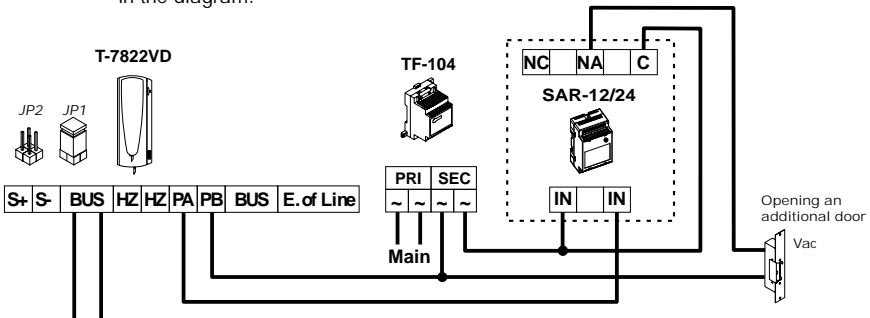 in the diagram.
T-7822VD
TF-104
NC NA C
SAR-12/24
JP2 JP1
PRI SEC
S+ S- BUS HZ HZ PA PB BUS E. of Line
~ ~ ~ ~
IN IN
Main
Opening an
additional door
Vac